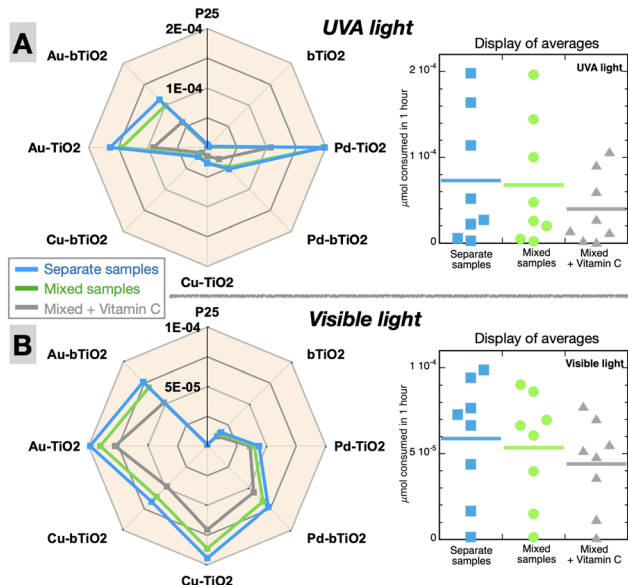 A
UVA light
P25
2E-04
1E-04
Au-bTiO2
bTiO2
Au-TiO2
Pd-TiO2
Cu-bTiO2
Pd-bTiO2
Cu-TiO2
Display of averages
UVA light
2 10⁻⁴
1 10⁻⁴
0
μmol consumed in 1 hour
Separate samples
Mixed samples
Mixed + Vitamin C
Separate samples
Mixed samples
Mixed + Vitamin C
B
Visible light
P25
1E-04
5E-05
Au-bTiO2
bTiO2
Au-TiO2
Pd-TiO2
Cu-bTiO2
Pd-bTiO2
Cu-TiO2
Display of averages
Visible light
1 10⁻⁴
5 10⁻⁵
0
μmol consumed in 1 hour
Separate samples
Mixed samples
Mixed + Vitamin C